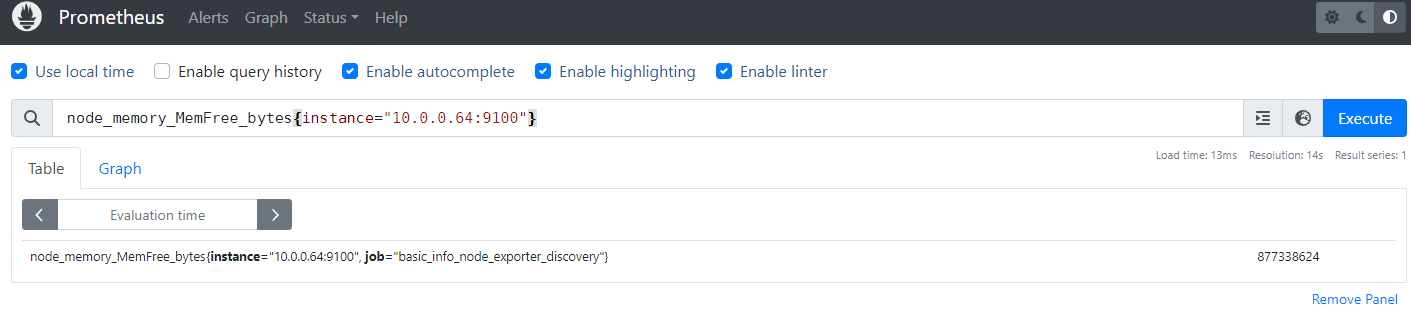 Prometheus Alerts Graph Status Help
Use local time Enable query history Enable autocomplete Enable highlighting Enable linter
node_memory_MemFree_bytes{instance="10.0.0.64:9100"} Execute
Load time: 13ms Resolution: 14s Result series: 1
Table Graph
Evaluation time
node_memory_MemFree_bytes{instance="10.0.0.64:9100", job="basic_info_node_exporter_discovery"} 877338624
Remove Panel